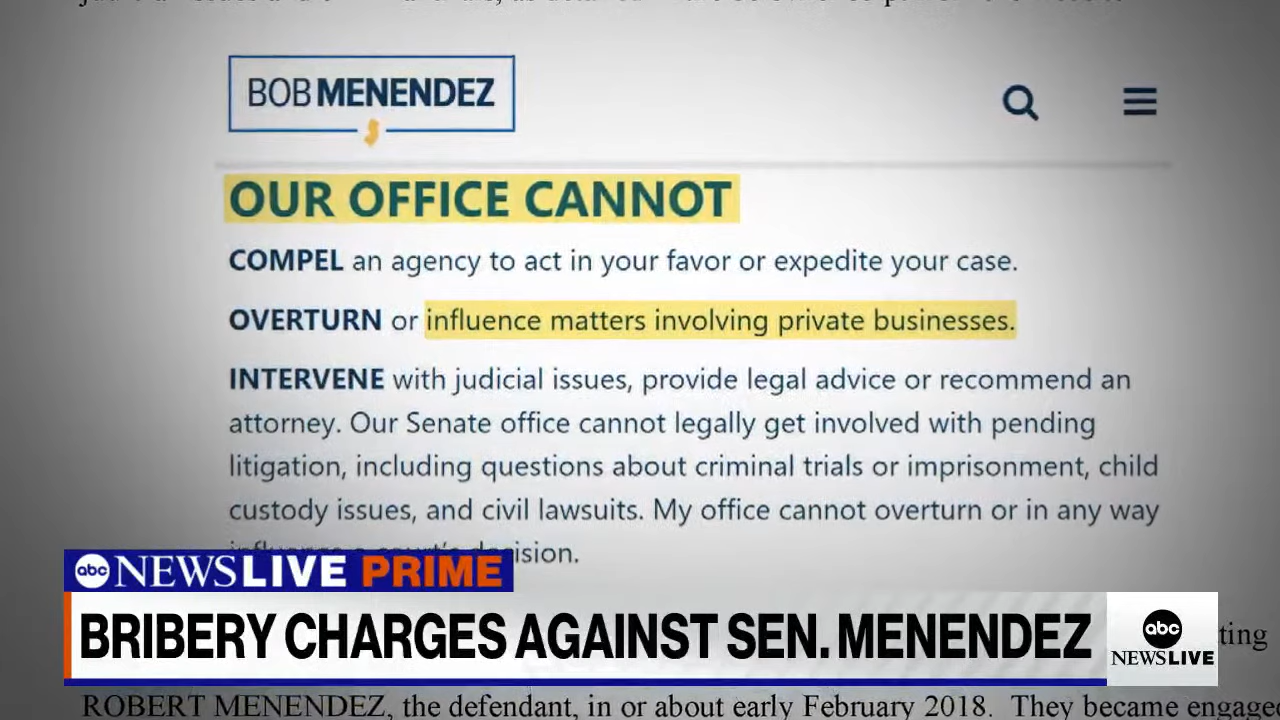 BOB MENENDEZ
OUR OFFICE CANNOT
COMPEL an agency to act in your favor or expedite your case.
OVERTURN or influence matters involving private businesses.
INTERVENE with judicial issues, provide legal advice or recommend an
attorney. Our Senate office cannot legally get involved with pending
litigation, including questions about criminal trials or imprisonment, child
custody issues, and civil lawsuits. My office cannot overturn or in any way
influence a court's decision.
abc NEWS LIVE PRIME
BRIBERY CHARGES AGAINST SEN. MENENDEZ
abc
NEWS LIVE
ting
ROBERT MENENDEZ, the defendant, in or about early February 2018. They became engaged